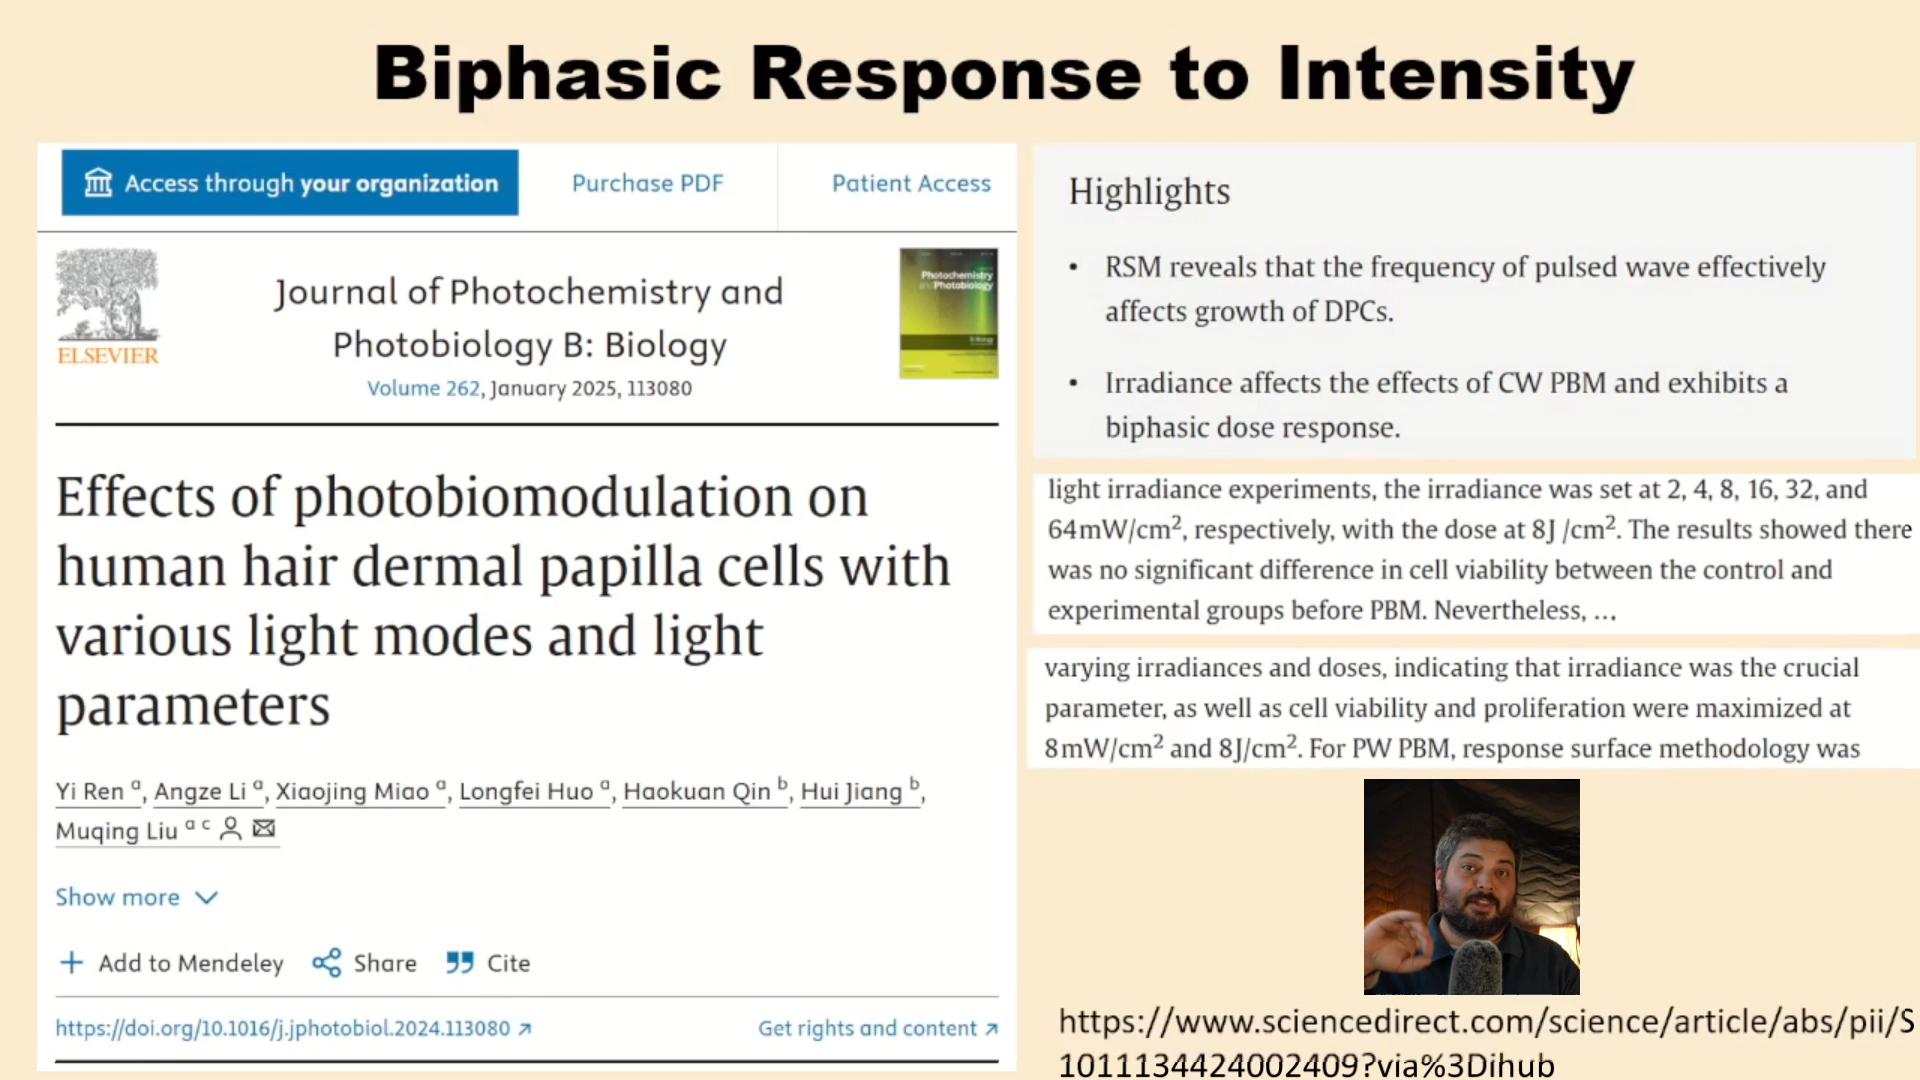 Biphasic Response to Intensity
Access through your organization
Purchase PDF
Patient Access
ELSEVIER
Journal of Photochemistry and
Photobiology B: Biology
Volume 262, January 2025, 113080
Photochemistry
and Photobiology
Effects of photobiomodulation on
human hair dermal papilla cells with
various light modes and light
parameters
Yi Ren a, Angze Li a, Xiaojing Miao a, Longfei Huo a, Haokuan Qin b, Hui Jiang b,
Muqing Liu a c
Show more
Add to Mendeley
Share
Cite
https://doi.org/10.1016/j.jphotobiol.2024.113080
Get rights and content
Highlights
• RSM reveals that the frequency of pulsed wave effectively
affects growth of DPCs.
• Irradiance affects the effects of CW PBM and exhibits a
biphasic dose response.
light irradiance experiments, the irradiance was set at 2, 4, 8, 16, 32, and
64mW/cm², respectively, with the dose at 8J /cm². The results showed there
was no significant difference in cell viability between the control and
experimental groups before PBM. Nevertheless, …
varying irradiances and doses, indicating that irradiance was the crucial
parameter, as well as cell viability and proliferation were maximized at
8mW/cm² and 8J/cm². For PW PBM, response surface methodology was
https://www.sciencedirect.com/science/article/abs/pii/S
1011134424002409?via%3Dihub